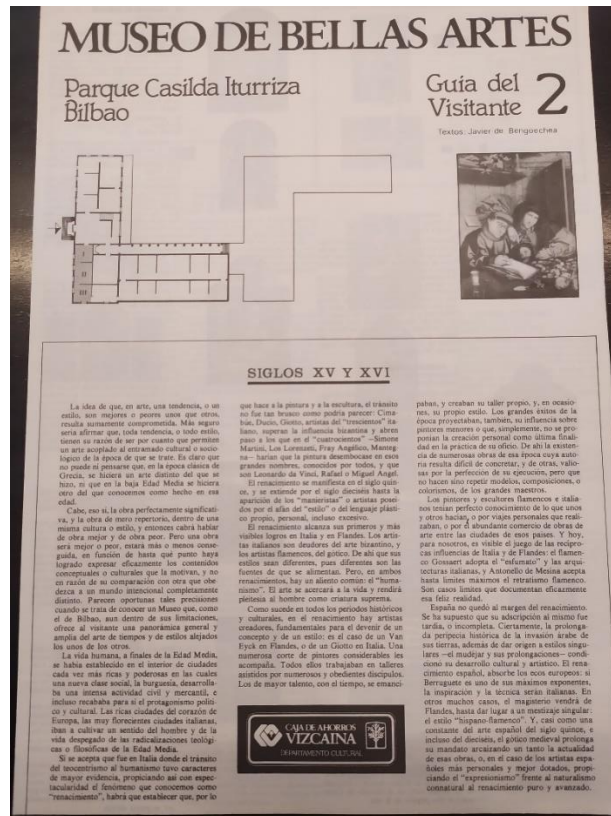 MUSEO DE BELLAS ARTES
Parque Casilda Iturriza
Bilbao
Guía del
Visitante 2
Textos: Javier de Bengoechea
I
II
III
SIGLOS XV Y XVI
La idea de que, en arte, una tendencia, o un
estilo, son mejores o peores unos que otros,
resulta sumamente comprometida. Más seguro
sería afirmar que, toda tendencia, o todo estilo
tienen su razón de ser por cuanto que permiten
un arte acoplado al entramado cultural o socio-
lógico de la época de que se trate. Es claro que
no puede ni pensarse que, en la época clásica de
Grecia, se hiciera un arte distinto del que se
hizo, ni que en la baja Edad Media se hiciera
otro del que conocemos como hecho en esa
edad.
Cabe, eso si, la obra perfectamente significati-
va, y la obra de mero repertorio, dentro de una
misma cultura o estilo, y entonces cabrá hablar
de obra mejor y de obra peor. Pero una obra
será mejor o peor, estará más o menos conse-
guida, en función de hasta qué punto haya
logrado expresar eficazmente los contenidos
conceptuales o culturales que la motivan, y no
en razón de su comparación con otra que obe-
dezca a un mundo intencional completamente
distinto. Parecen oportunas tales precisiones
cuando se trata de conocer un Museo que, como
el de Bilbao, aun dentro de sus limitaciones,
ofrece al visitante una panorámica general y
amplia del arte de tiempos y de estilos alejados
los unos de los otros.
La vida humana, a finales de la Edad Media,
se había establecido en el interior de ciudades
cada vez más ricas y poderosas en las cuales
una nueva clase social, la burguesía, desarrolla-
ba una intensa actividad civil y mercantil, e
incluso recababa para sí el protagonismo políti-
co y cultural. Las ricas ciudades del corazón de
Europa, las muy florecientes ciudades italianas,
iban a cultivar un sentido del hombre y de la
vida despegado de las radicalizaciones teológi-
cas o filosóficas de la Edad Media.
Si se acepta que fue en Italia donde el tránsito
del teocentrismo al humanismo tuvo caracteres
de mayor evidencia, propiciando así con espec-
tacularidad el fenómeno que conocemos como
"renacimiento", habrá que establecer que, por lo
que hace a la pintura y a la escultura, el tránsito
no fue tan brusco como podría parecer: Cima-
búe, Ducio, Giotto, artistas del "trescientos" ita-
liano, superan la influencia bizantina y abren
paso a los que en el "cuatrocientos" –Simone
Martini, Los Lorenzeti, Fray Angélico, Manteg-
na– harían que la pintura desembocase en esos
grandes nombres, conocidos por todos, y que
son Leonardo da Vinci, Rafael o Miguel Angel.
El renacimiento se manifiesta en el siglo quin-
ce, y se extiende por el siglo dieciséis hasta la
aparición de los "manieristas" o artistas poseí-
dos por el afán del "estilo" o del lenguaje plásti-
co propio, personal, incluso excesivo.
El renacimiento alcanza sus primeros y más
visibles logros en Italia y en Flandes. Los artis-
tas italianos son deudores del arte bizantino, y
los artistas flamencos, del gótico. De ahí que sus
estilos sean diferentes, pues diferentes son las
fuentes de que se alimentan. Pero, en ambos
renacimientos, hay un aliento común: el "huma-
nismo". El arte se acercará a la vida y rendirá
pleitesia al hombre como criatura suprema.
Como sucede en todos los períodos históricos
y culturales, en el renacimiento hay artistas
creadores, fundamentales para el devenir de un
concepto y de un estilo: es el caso de un Van
Eyck en Flandes, o de un Giotto en Italia. Una
numerosa corte de pintores considerables les
acompaña. Todos ellos trabajaban en talleres
asistidos por numerosos y obedientes discípulos.
Los de mayor talento, con el tiempo, se emanci-
CAJA DE AHORROS
VIZCAINA
DEPARTAMENTO CULTURAL
paban, y creaban su taller propio, y, en ocasio-
nes, su propio estilo. Los grandes éxitos de la
época proyectaban, también, su influencia sobre
pintores menores o que, simplemente, no se pro-
ponían la creación personal como última finali-
dad en la práctica de su oficio. De ahí la existen-
cia de numerosas obras de esa época cuya auto-
ría resulta difícil de concretar, y de otras, valio-
sas por la perfección de su ejecución, pero que
no hacen sino repetir modelos, composiciones, o
colorismos, de los grandes maestros.
Los pintores y escultores flamencos e italia-
nos tenían perfecto conocimiento de lo que unos
y otros hacían, o por viajes personales que reali-
zaban, o por el abundante comercio de obras de
arte entre las ciudades de esos países. Y hoy,
para nosotros, es visible el juego de las recípro-
cas influencias de Italia y de Flandes: el flamen-
co Gossart adopta el "esfumato" y las arqui-
tecturas italianas, y Antonello de Messina acepta
hasta límites máximos el retratismo flamenco.
Son casos límites que documentan eficazmente
esa feliz realidad.
España no quedó al margen del renacimiento.
Se ha supuesto que su adscripción al mismo fue
tardía, o incompleta. Ciertamente, la prolonga-
da peripecia histórica de la invasión árabe de
sus tierras, además de dar origen a estilos singu-
lares –el mudéjar y sus prolongaciones– condi-
cionó su desarrollo cultural y artístico. El rena-
cimiento español, absorbe los ecos europeos: si
Berruguete es uno de sus máximos exponentes,
la inspiración y la técnica serán italianas. En
otros muchos casos, el magisterio vendrá de
Flandes, hasta dar lugar a un mestizaje singular:
el estilo "hispano-flamenco". Y, casi como una
constante del arte español del siglo quince, e
incluso del dieciséis, el gótico medieval prolonga
su mandato arcaizando un tanto la actualidad
de esas obras, o, en el caso de los artistas espa-
ñoles más personales y mejor dotados, propi-
ciando el "expresionismo" frente al naturalismo
connatural al renacimiento puro y avanzado.